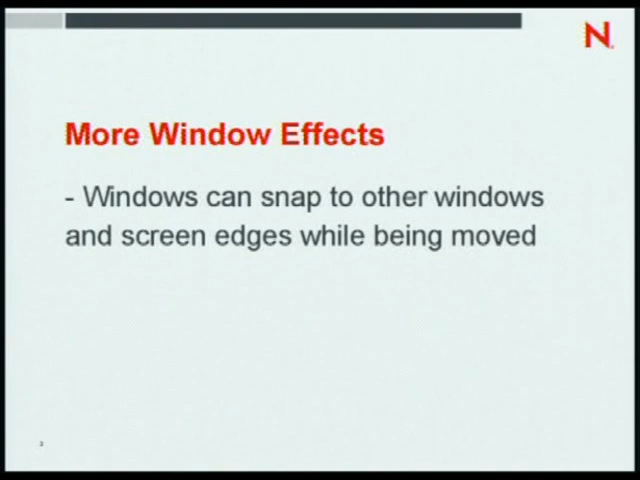 N
More Window Effects
- Windows can snap to other windows
and screen edges while being moved